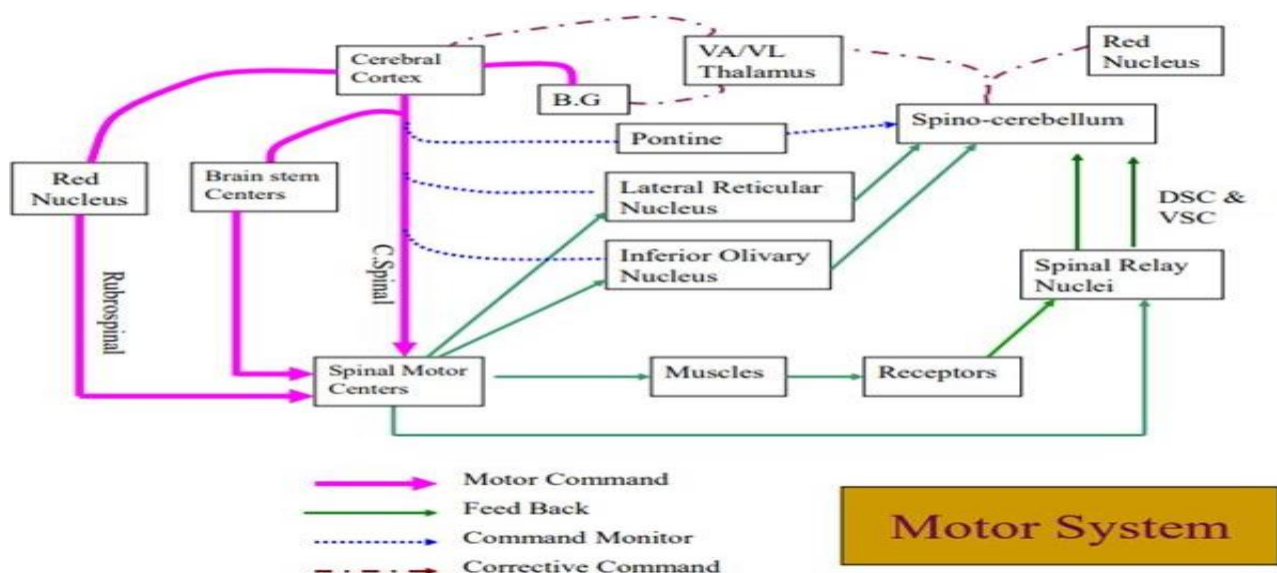 Cerebral
Cortex
VA/VL
Thalamus
Red
Nucleus
B.G
Spino-cerebellum
Pontine
Red
Nucleus
Brain stem
Centers
Lateral Reticular
Nucleus
DSC &
VSC
Inferior Olivary
Nucleus
Spinal Relay
Nuclei
C.Spinal
Rubrospinal
Spinal Motor
Centers
Muscles
Receptors
Motor Command
Feed Back
Command Monitor
Corrective Command
Motor System